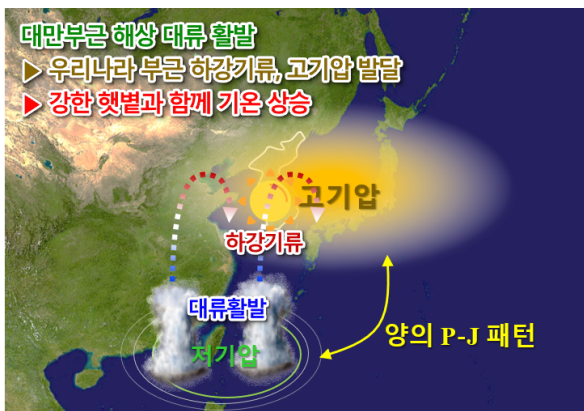 대만부근 해상 대류 활발
▶ 우리나라 부근 하강기류, 고기압 발달
▶ 강한 햇볕과 함께 기온 상승
고기압
하강기류
대류활발
저기압
양의 P-J 패턴